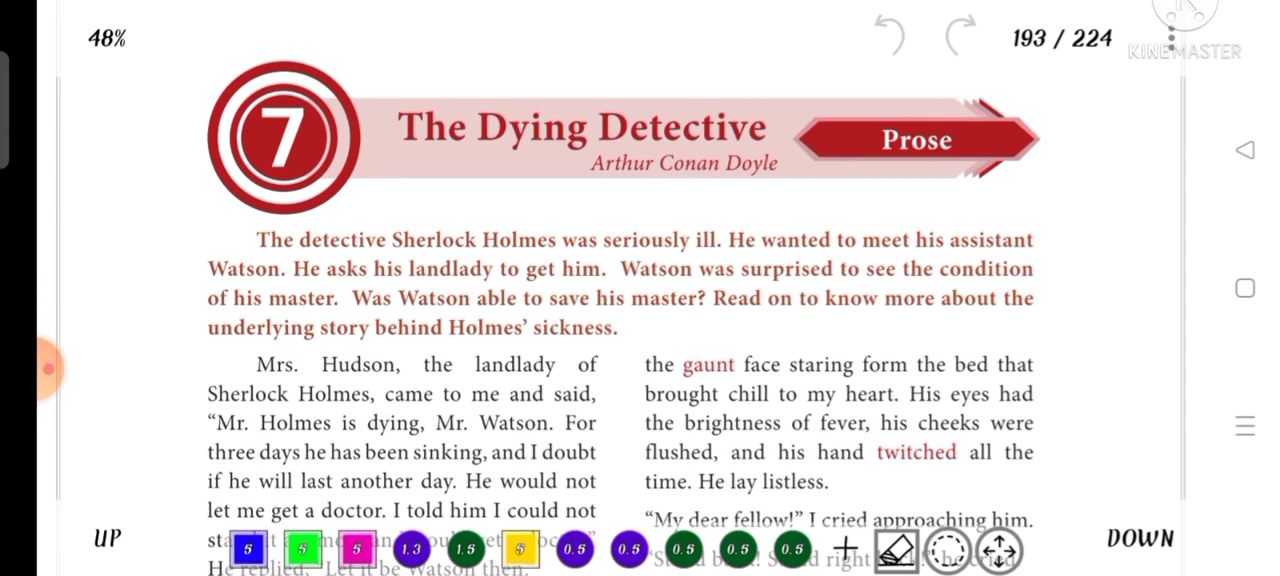 48%
193 / 224
KINEMASTER
7
The Dying Detective
Arthur Conan Doyle
Prose
The detective Sherlock Holmes was seriously ill. He wanted to meet his assistant
Watson. He asks his landlady to get him. Watson was surprised to see the condition
of his master. Was Watson able to save his master? Read on to know more about the
underlying story behind Holmes’ sickness.
Mrs. Hudson, the landlady of
Sherlock Holmes, came to me and said,
“Mr. Holmes is dying, Mr. Watson. For
three days he has been sinking, and I doubt
if he will last another day. He would not
let me get a doctor. I told him I could not
He replied, “Let it be Watson then.”
the gaunt face staring form the bed that
brought chill to my heart. His eyes had
the brightness of fever, his cheeks were
flushed, and his hand twitched all the
time. He lay listless.
“My dear fellow!” I cried approaching him.
right
UP
5 5 5 1.3 1.5 5 0.5 0.5 0.5 0.5 0.5
DOWN